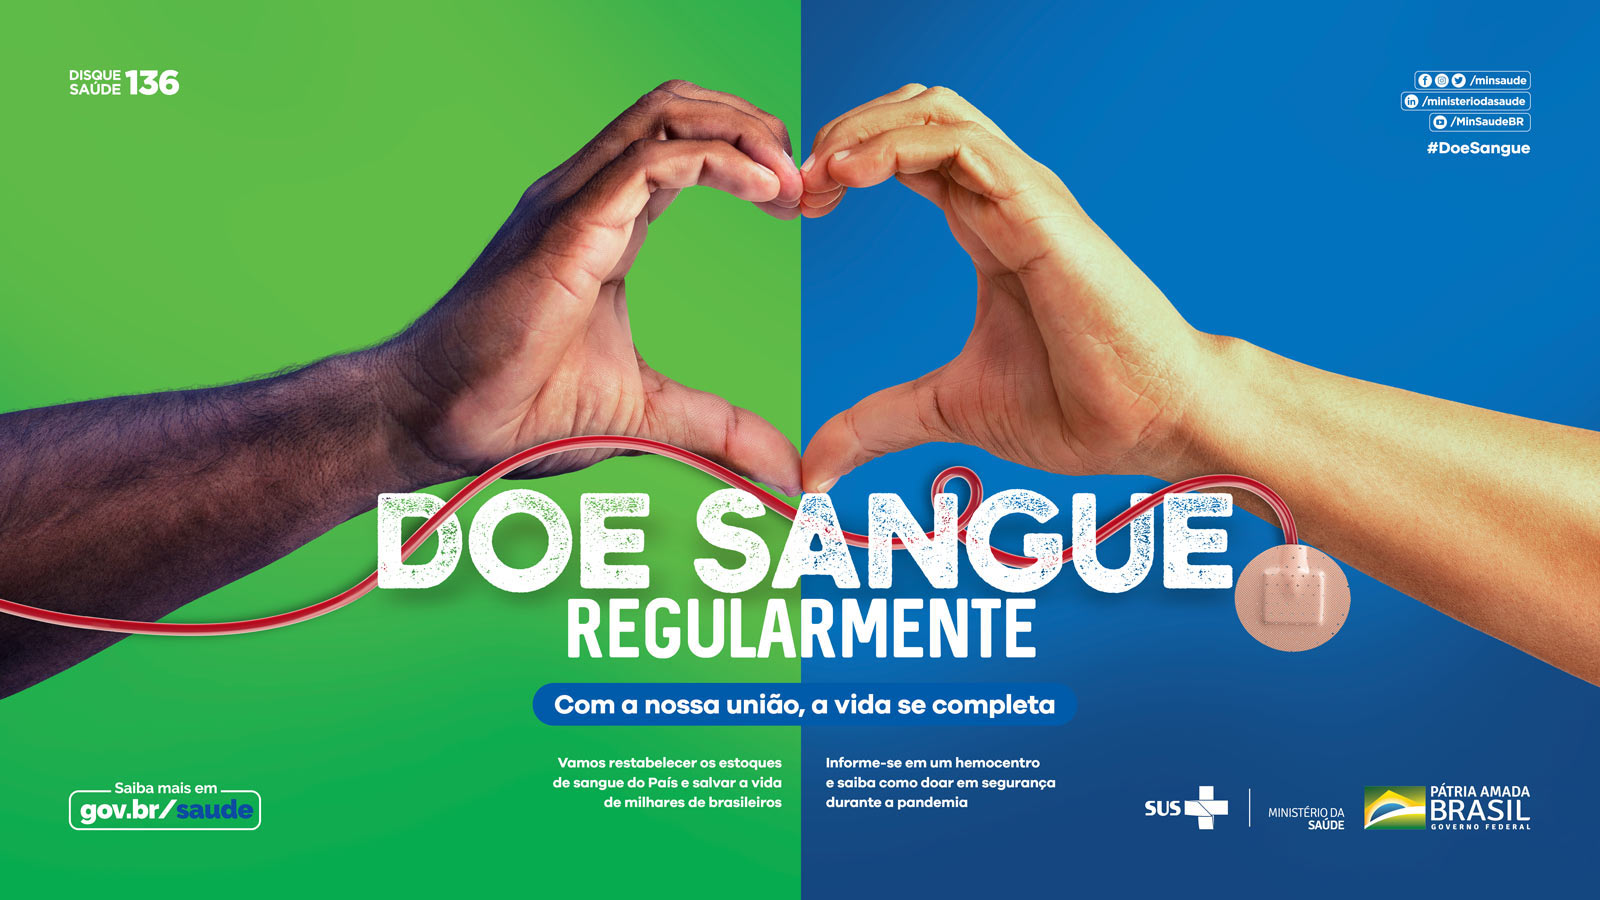 DISQUE
SAÚDE 136
/minsaude
/ministeriodasaude
/MinSaudeBR
#DoeSangue
DOE SANGUE
REGULARMENTE
Com a nossa união, a vida se completa
Vamos restabelecer os estoques
de sangue do País e salvar a vida
de milhares de brasileiros
Informe-se em um hemocentro
e saiba como doar em segurança
durante a pandemia
Saiba mais em
gov.br/saude
SUS
MINISTÉRIO DA
SAÚDE
PÁTRIA AMADA
BRASIL
GOVERNO FEDERAL